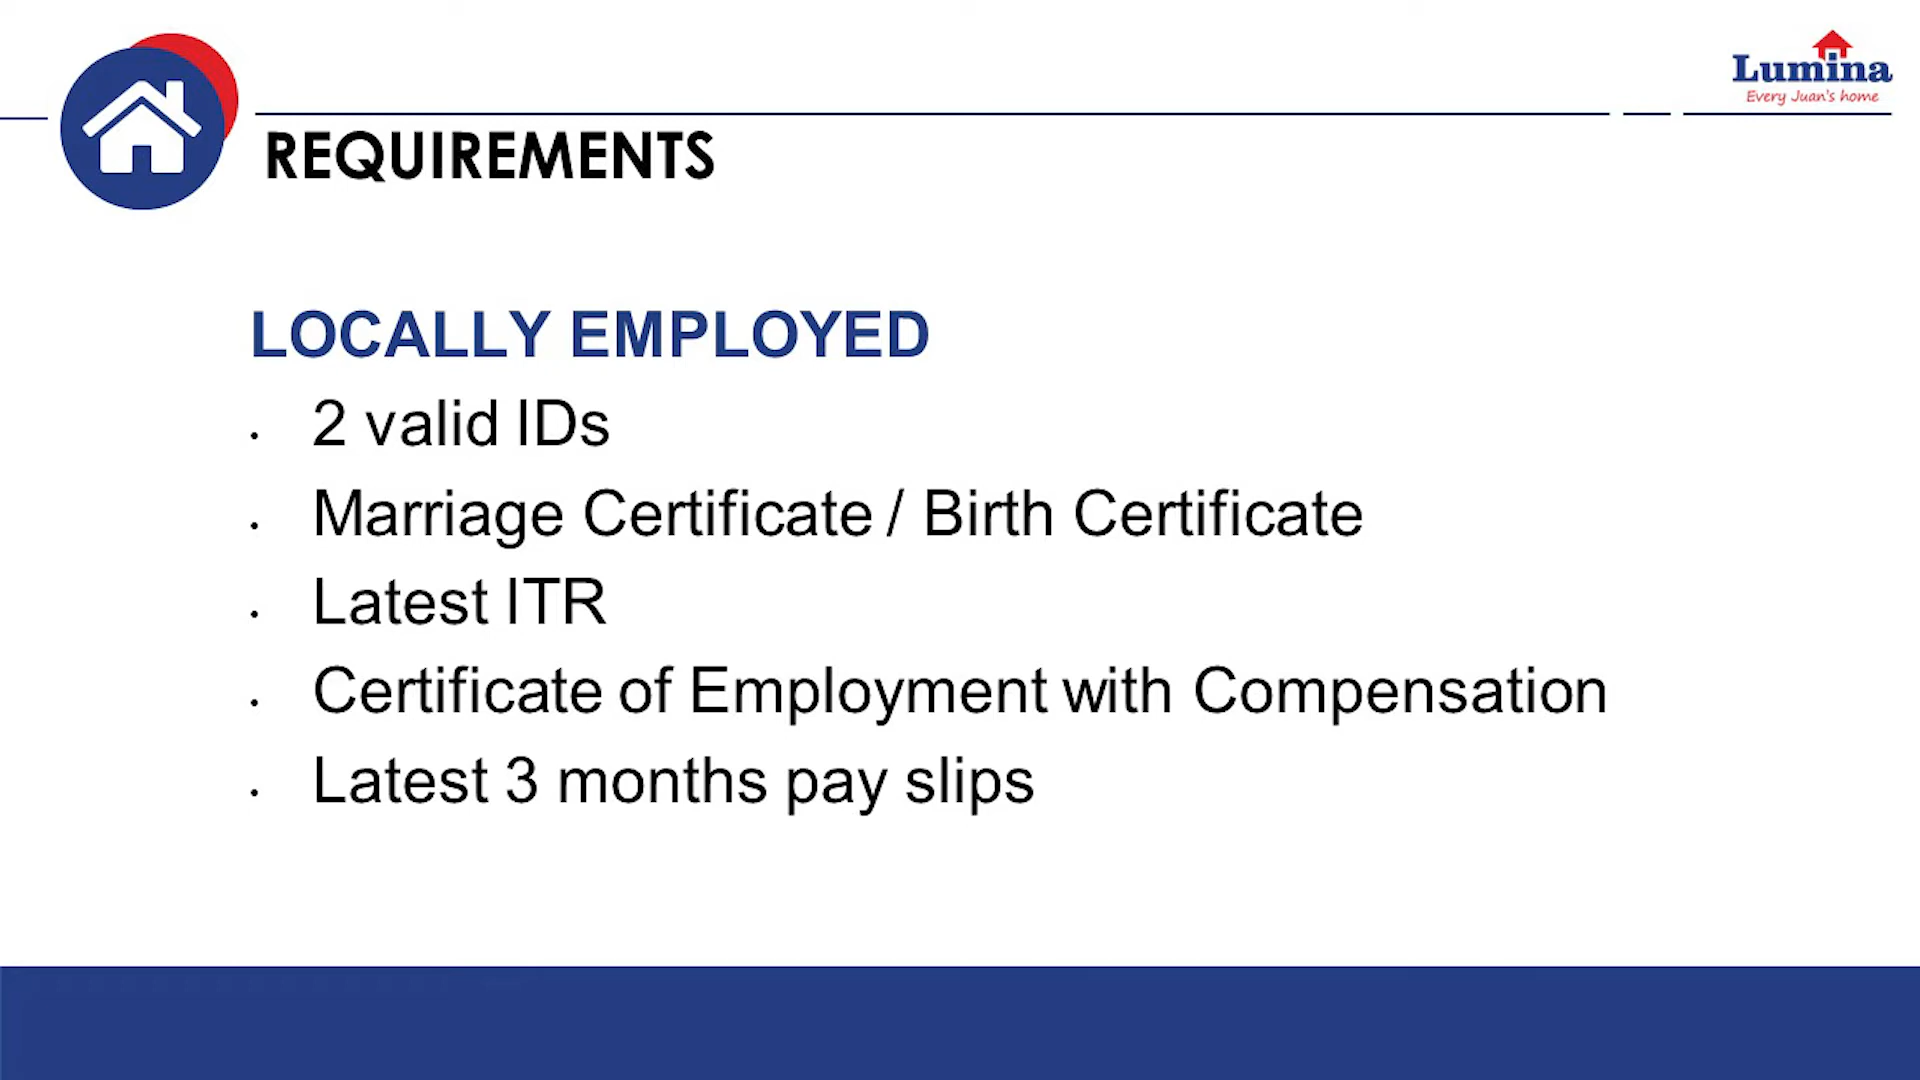 Lumina
Every Juan's home
REQUIREMENTS
LOCALLY EMPLOYED
• 2 valid IDs
• Marriage Certificate / Birth Certificate
• Latest ITR
• Certificate of Employment with Compensation
• Latest 3 months pay slips